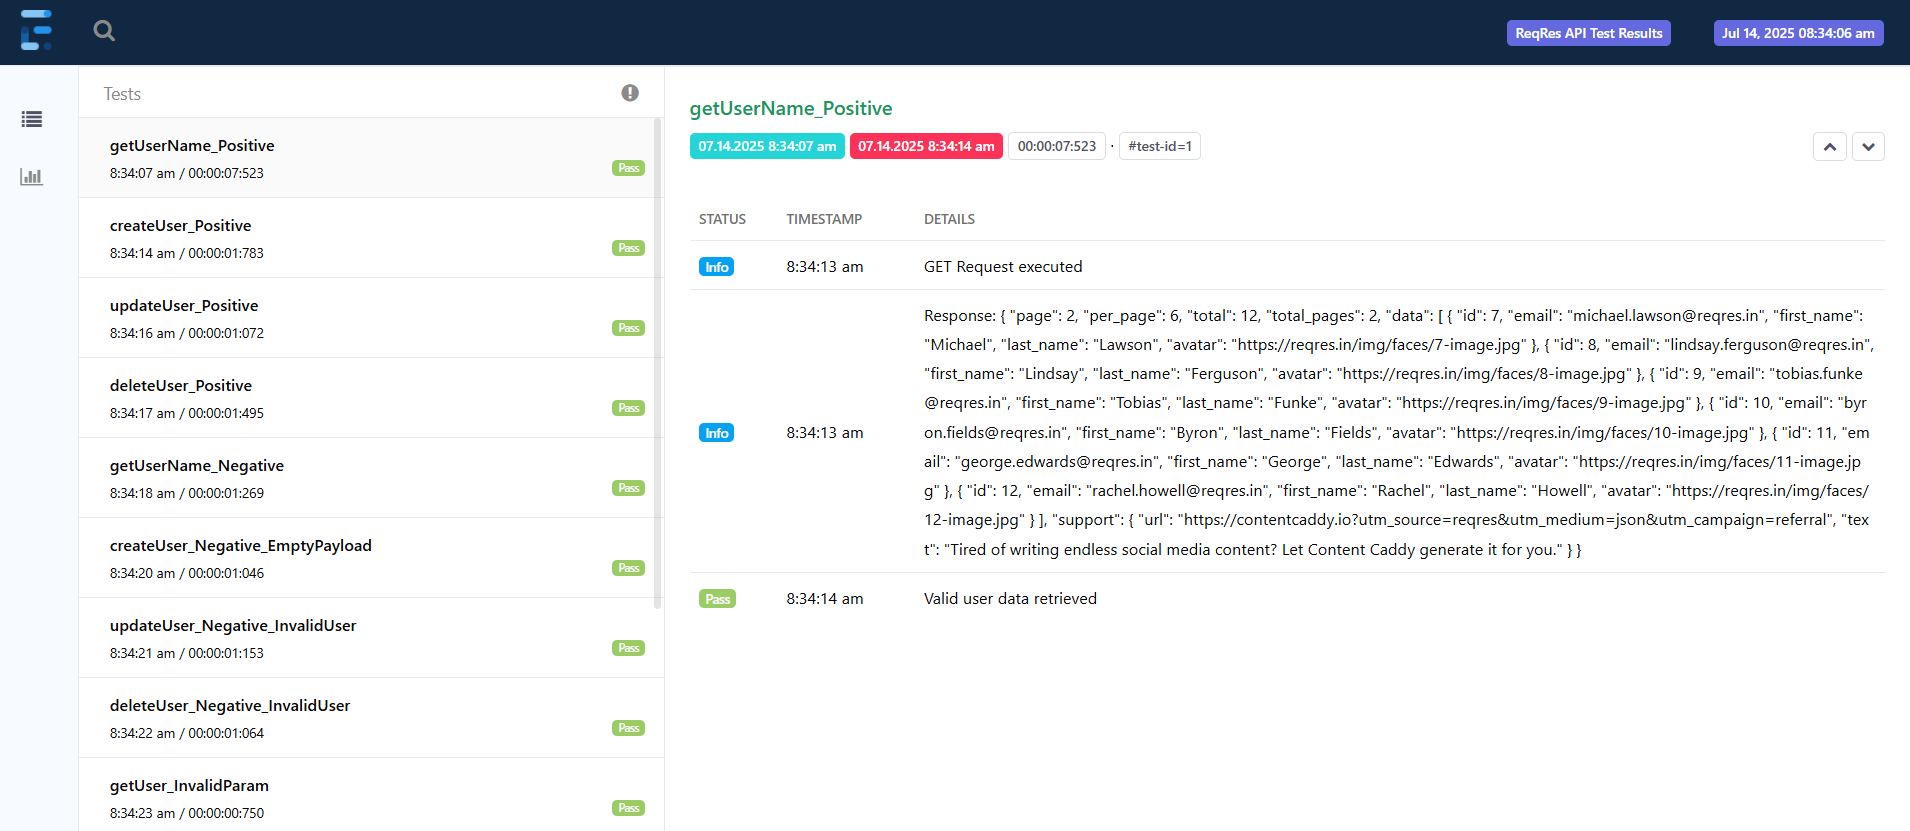 ReqRes API Test Results
Jul 14, 2025 08:34:06 am
Tests
getUserName_Positive
8:34:07 am / 00:00:07:523
Pass
createUser_Positive
8:34:14 am / 00:00:01:783
Pass
updateUser_Positive
8:34:16 am / 00:00:01:072
Pass
deleteUser_Positive
8:34:17 am / 00:00:01:495
Pass
getUserName_Negative
8:34:18 am / 00:00:01:269
Pass
createUser_Negative_EmptyPayload
8:34:20 am / 00:00:01:046
Pass
updateUser_Negative_InvalidUser
8:34:21 am / 00:00:01:153
Pass
deleteUser_Negative_InvalidUser
8:34:22 am / 00:00:01:064
Pass
getUser_InvalidParam
8:34:23 am / 00:00:00:750
Pass
getUserName_Positive
07.14.2025 8:34:07 am 07.14.2025 8:34:14 am 00:00:07:523 · #test-id=1
STATUS TIMESTAMP DETAILS
Info 8:34:13 am GET Request executed
Info 8:34:13 am
Response: { "page": 2, "per_page": 6, "total": 12, "total_pages": 2, "data": [ { "id": 7, "email": "michael.lawson@reqres.in", "first_name":
"Michael", "last_name": "Lawson", "avatar": "https://reqres.in/img/faces/7-image.jpg" }, { "id": 8, "email": "lindsay.ferguson@reqres.in",
"first_name": "Lindsay", "last_name": "Ferguson", "avatar": "https://reqres.in/img/faces/8-image.jpg" }, { "id": 9, "email": "tobias.funke
@reqres.in", "first_name": "Tobias", "last_name": "Funke", "avatar": "https://reqres.in/img/faces/9-image.jpg" }, { "id": 10, "email": "byr
on.fields@reqres.in", "first_name": "Byron", "last_name": "Fields", "avatar": "https://reqres.in/img/faces/10-image.jpg" }, { "id": 11, "em
ail": "george.edwards@reqres.in", "first_name": "George", "last_name": "Edwards", "avatar": "https://reqres.in/img/faces/11-image.jp
g" }, { "id": 12, "email": "rachel.howell@reqres.in", "first_name": "Rachel", "last_name": "Howell", "avatar": "https://reqres.in/img/faces/
12-image.jpg" } ], "support": { "url": "https://contentcaddy.io?utm_source=reqres&utm_medium=json&utm_campaign=referral", "tex
t": "Tired of writing endless social media content? Let Content Caddy generate it for you." } }
Pass 8:34:14 am Valid user data retrieved